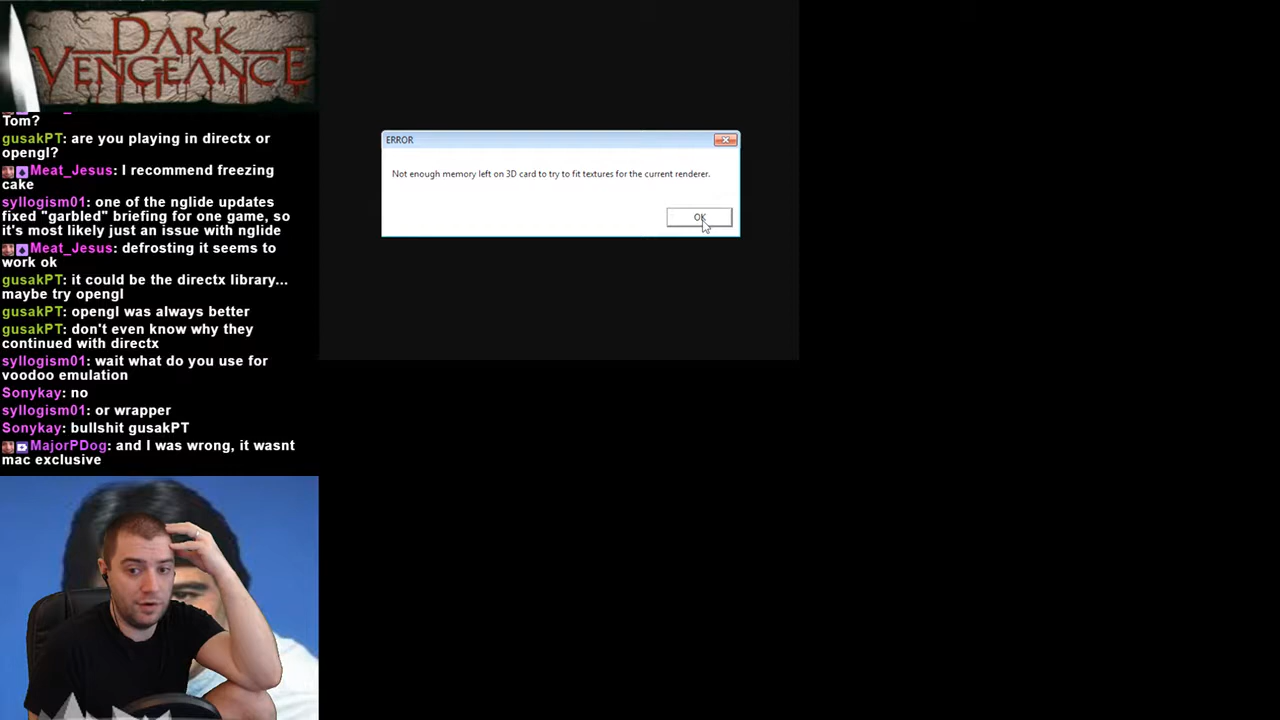 DARK
VENGEANCE
Tom?
gusakPT: are you playing in directx or
opengl?
Meat_Jesus: I recommend freezing
cake
syllogism01: one of the nglide updates
fixed "garbled" briefing for one game, so
it's most likely just an issue with nglide
Meat_Jesus: defrosting it seems to
work ok
gusakPT: it could be the directx library...
maybe try opengl
gusakPT: opengl was always better
gusakPT: don't even know why they
continued with directx
syllogism01: wait what do you use for
voodoo emulation
Sonykay: no
syllogism01: or wrapper
Sonykay: bullshit gusakPT
MajorPDog: and I was wrong, it wasnt
mac exclusive
ERROR
Not enough memory left on 3D card to try to fit textures for the current renderer.
OK